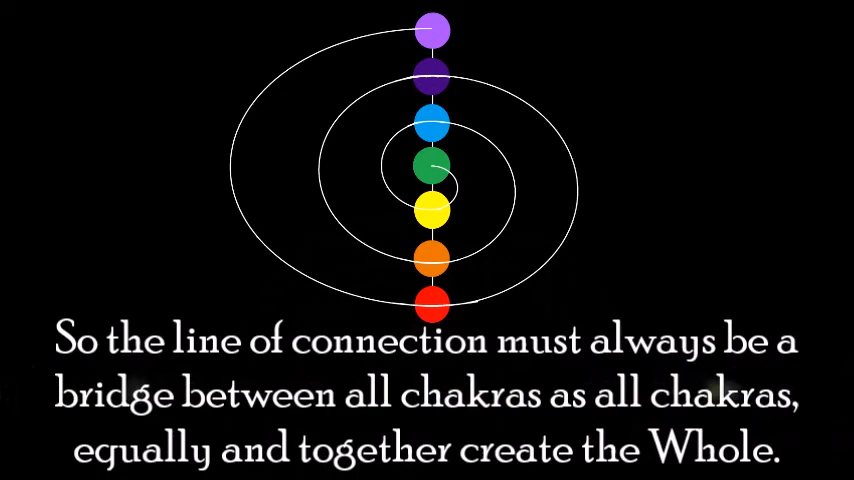 So the line of connection must always be a
bridge between all chakras as all chakras,
equally and together create the Whole.